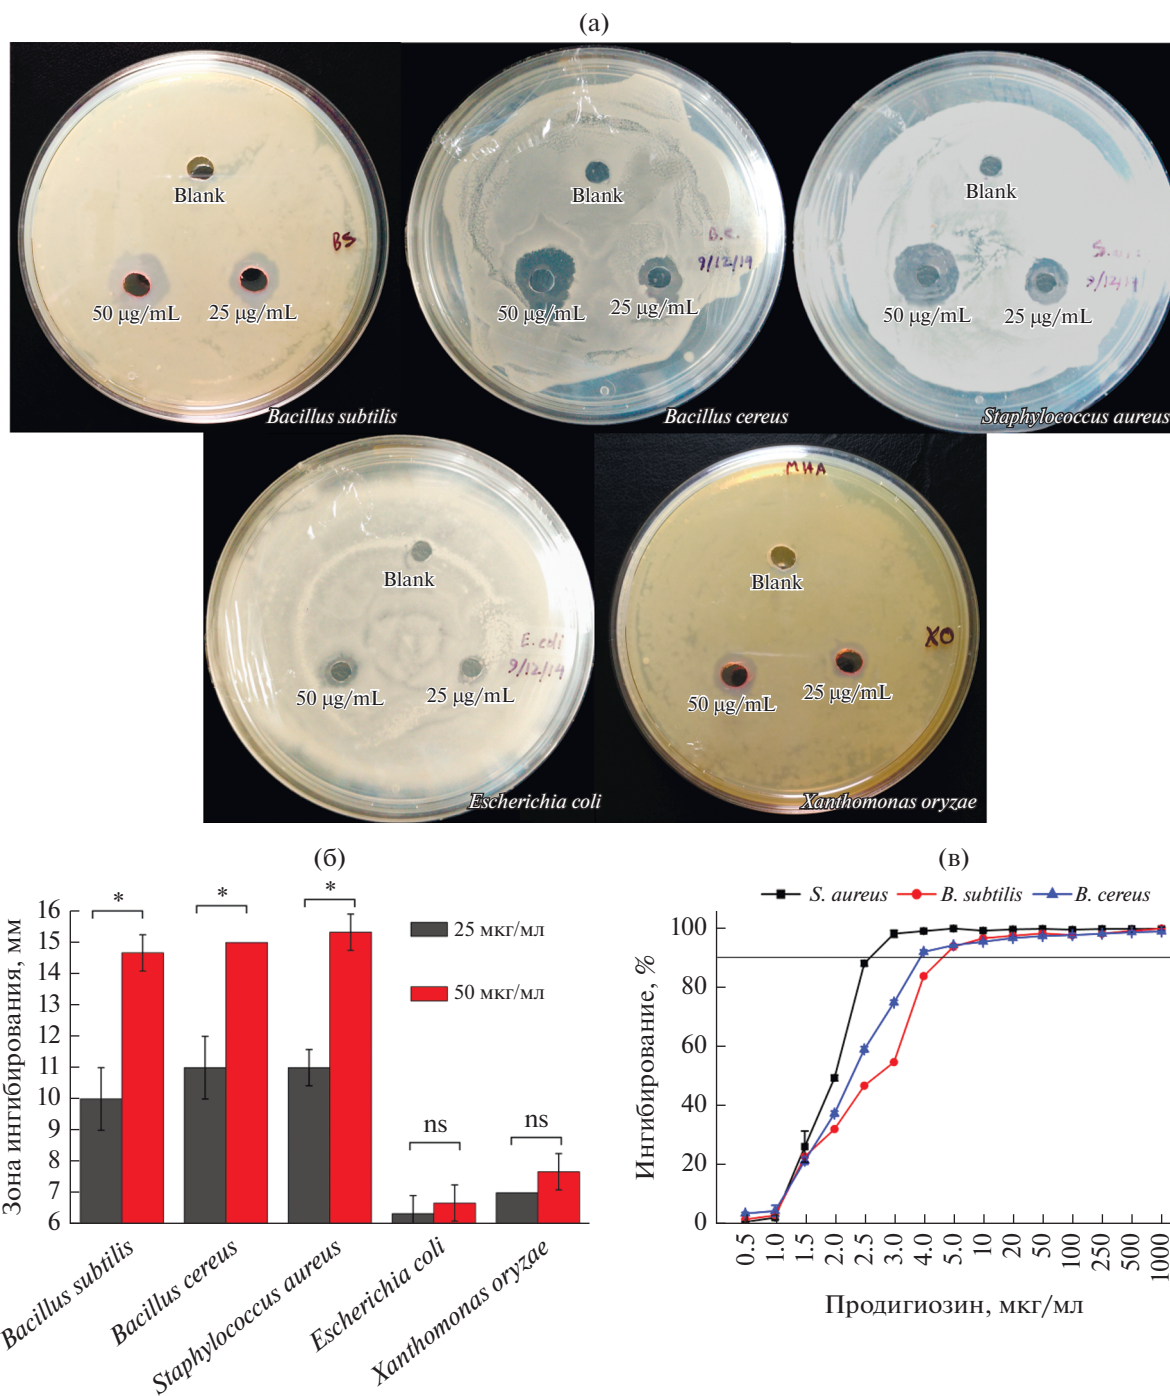 (а)
Blank
BS
50 µg/mL 25 µg/mL
Bacillus subtilis
Blank
B.c.
9/12/19
50 µg/mL 25 µg/mL
Bacillus cereus
Blank
50 µg/mL 25 µg/mL
Staphylococcus aureus
Blank
E. coli
9/12/19
50 µg/mL 25 µg/mL
Escherichia coli
MHA
Blank
XO
50 µg/mL 25 µg/mL
Xanthomonas oryzae
(б)
Зона ингибирования, мм
16
15
14
13
12
11
10
9
8
7
6
* * * ns ns
25 мкг/мл
50 мкг/мл
Bacillus subtilis
Bacillus cereus
Staphylococcus aureus
Escherichia coli
Xanthomonas oryzae
(в)
S. aureus B. subtilis B. cereus
Ингибирование, %
100
80
60
40
20
0
0.5 1.0 1.5 2.0 2.5 3.0 4.0 5.0 10 20 50 100 250 500 1000
Продигиозин, мкг/мл